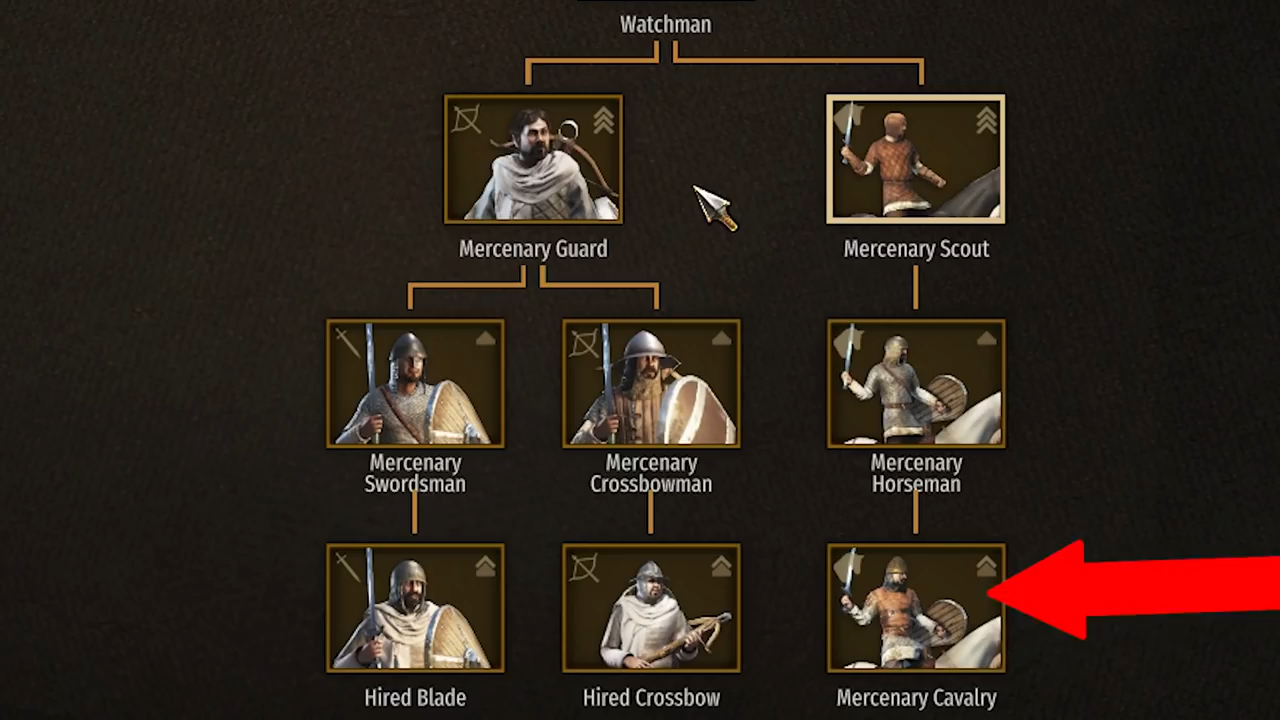 Watchman
Mercenary Guard
Mercenary Scout
Mercenary
Swordsman
Mercenary
Crossbowman
Mercenary
Horseman
Hired Blade
Hired Crossbow
Mercenary Cavalry